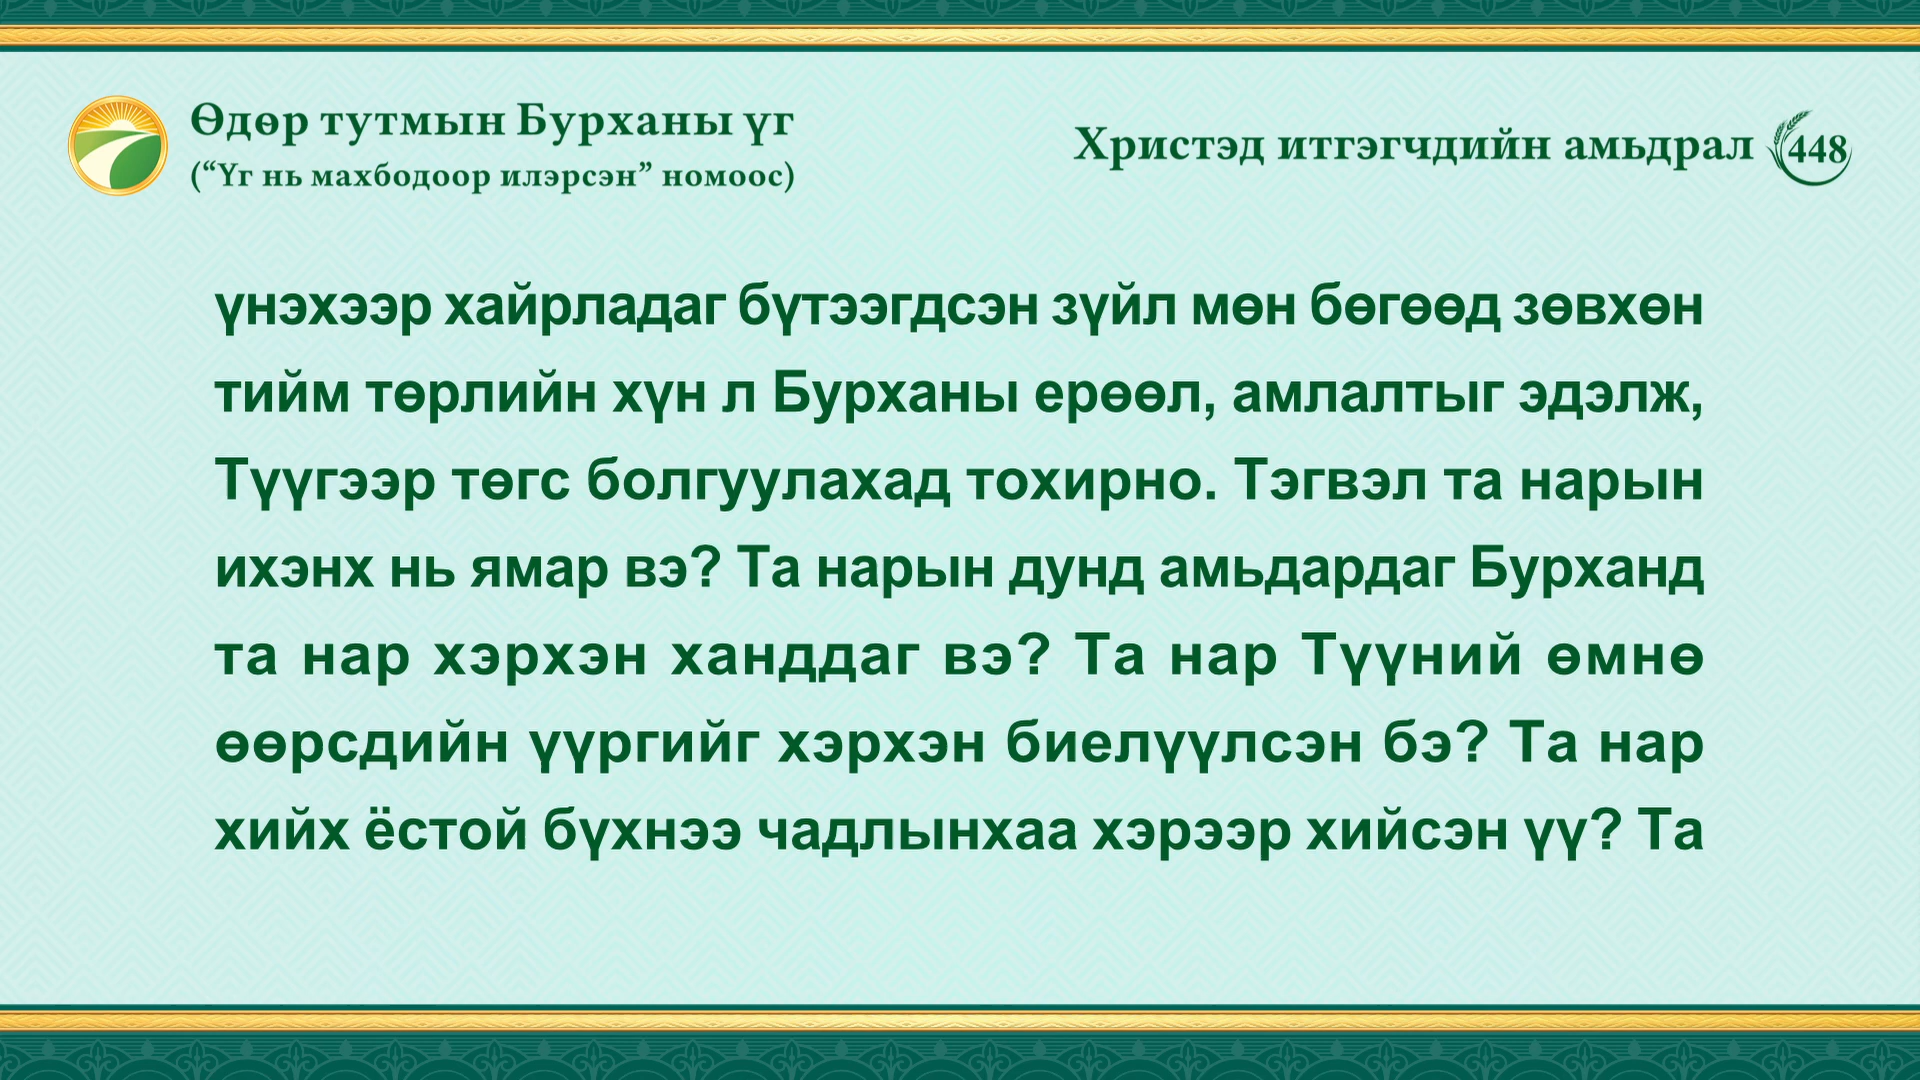 Өдөр тутмын Бурханы үг
(“Үг нь махбодоор илэрсэн” номоос)
Христэд итгэгчдийн амьдрал 448
үнэхээр хайрладаг бүтээгдсэн зүйл мөн бөгөөд зөвхөн
тийм төрлийн хүн л Бурханы ерөөл, амлалтыг эдэлж,
Түүгээр төгс болгуулахад тохирно. Тэгвэл та нарын
ихэнх нь ямар вэ? Та нарын дунд амьдардаг Бурханд
та нар хэрхэн ханддаг вэ? Та нар Түүний өмнө
өөрсдийн үүргийг хэрхэн биелүүлсэн бэ? Та нар
хийх ёстой бүхнээ чадлынхаа хэрээр хийсэн үү? Та